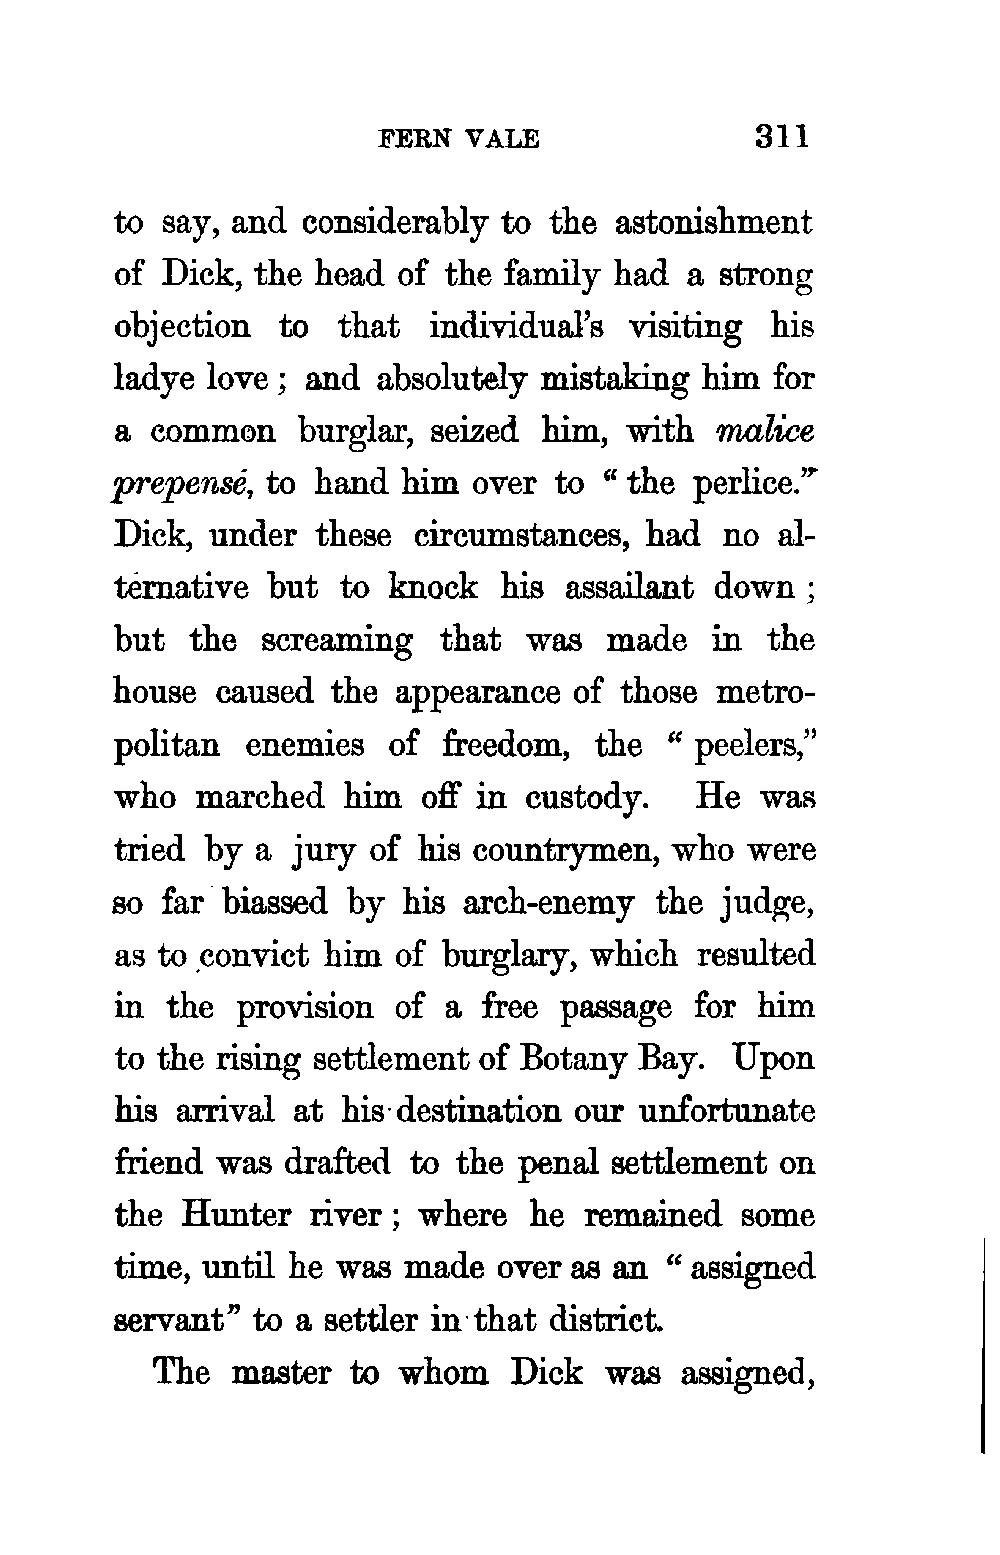 FERN VALE 311
to say, and considerably to the astonishment
of Dick, the head of the family had a strong
objection to that individual's visiting his
ladye love ; and absolutely mistaking him for
a common burglar, seized him, with malice
prepensé, to hand him over to “ the perlice.”
Dick, under these circumstances, had no al-
ternative but to knock his assailant down ;
but the screaming that was made in the
house caused the appearance of those metro-
politan enemies of freedom, the “ peelers,”
who marched him off in custody. He was
tried by a jury of his countrymen, who were
so far biassed by his arch-enemy the judge,
as to convict him of burglary, which resulted
in the provision of a free passage for him
to the rising settlement of Botany Bay. Upon
his arrival at his destination our unfortunate
friend was drafted to the penal settlement on
the Hunter river ; where he remained some
time, until he was made over as an “ assigned
servant” to a settler in that district.
The master to whom Dick was assigned,